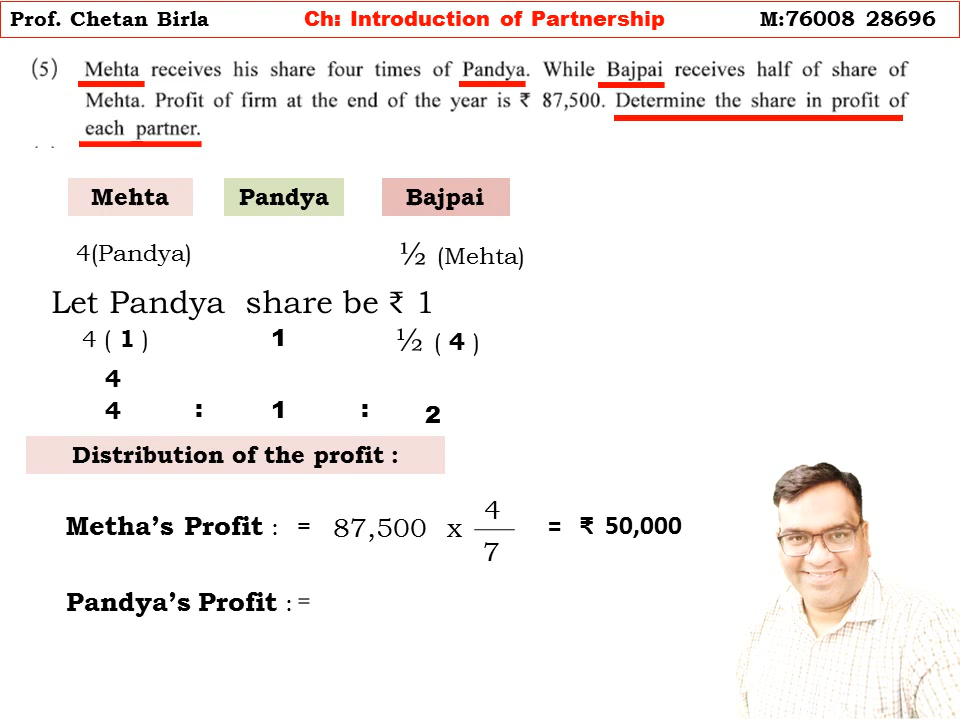 Prof. Chetan Birla Ch: Introduction of Partnership M:76008 28696
(5) Mehta receives his share four times of Pandya. While Bajpai receives half of share of
Mehta. Profit of firm at the end of the year is ₹ 87,500. Determine the share in profit of
each partner.
Mehta Pandya Bajpai
4(Pandya) ½ (Mehta)
Let Pandya share be ₹ 1
4 ( 1 ) 1 ½ ( 4 )
4
4 : 1 : 2
Distribution of the profit :
Metha's Profit : = 87,500 x 4/7 = ₹ 50,000
Pandya's Profit : =